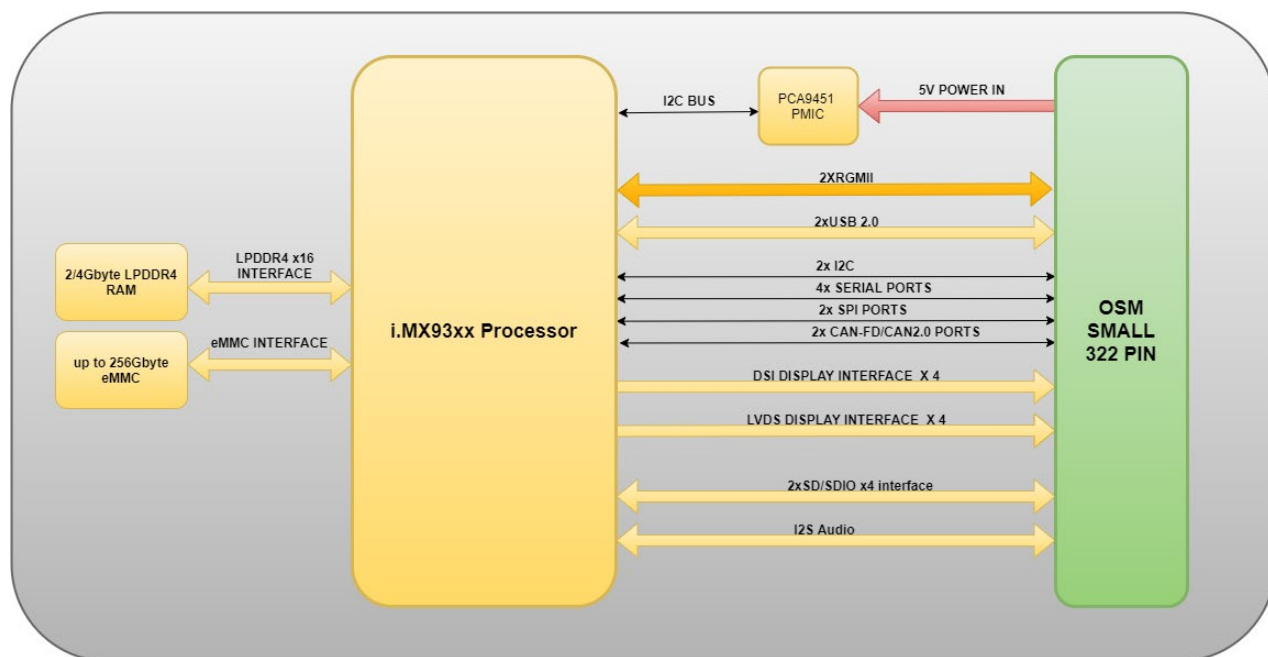 I2C BUS
PCA9451
PMIC
5V POWER IN
2XRGMII
2xUSB 2.0
2/4Gbyte LPDDR4
RAM
LPDDR4 x16
INTERFACE
up to 256Gbyte
eMMC
eMMC INTERFACE
i.MX93xx Processor
2x I2C
4x SERIAL PORTS
2x SPI PORTS
2x CAN-FD/CAN2.0 PORTS
DSI DISPLAY INTERFACE X 4
LVDS DISPLAY INTERFACE X 4
2xSD/SDIO x4 interface
I2S Audio
OSM
SMALL
322 PIN